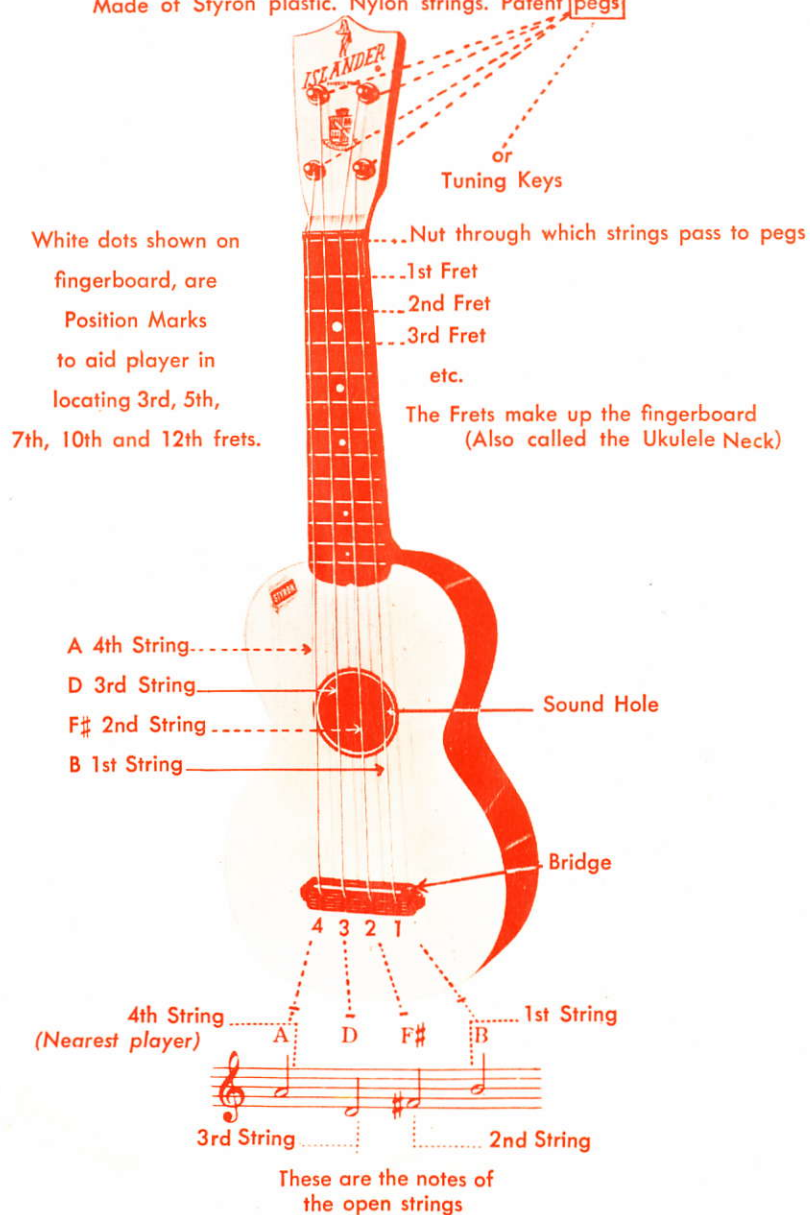 Made of Styron plastic. Nylon strings. Patent pegs
ISLANDER
or
Tuning Keys
White dots shown on
fingerboard, are
Position Marks
to aid player in
locating 3rd, 5th,
7th, 10th and 12th frets.
Nut through which strings pass to pegs
1st Fret
2nd Fret
3rd Fret
etc.
The Frets make up the fingerboard
(Also called the Ukulele Neck)
STYRON
A 4th String
D 3rd String
F♯ 2nd String
B 1st String
Sound Hole
Bridge
4 3 2 1
4th String
(Nearest player)
A D F♯ B
1st String
♯
3rd String
2nd String
These are the notes of
the open strings